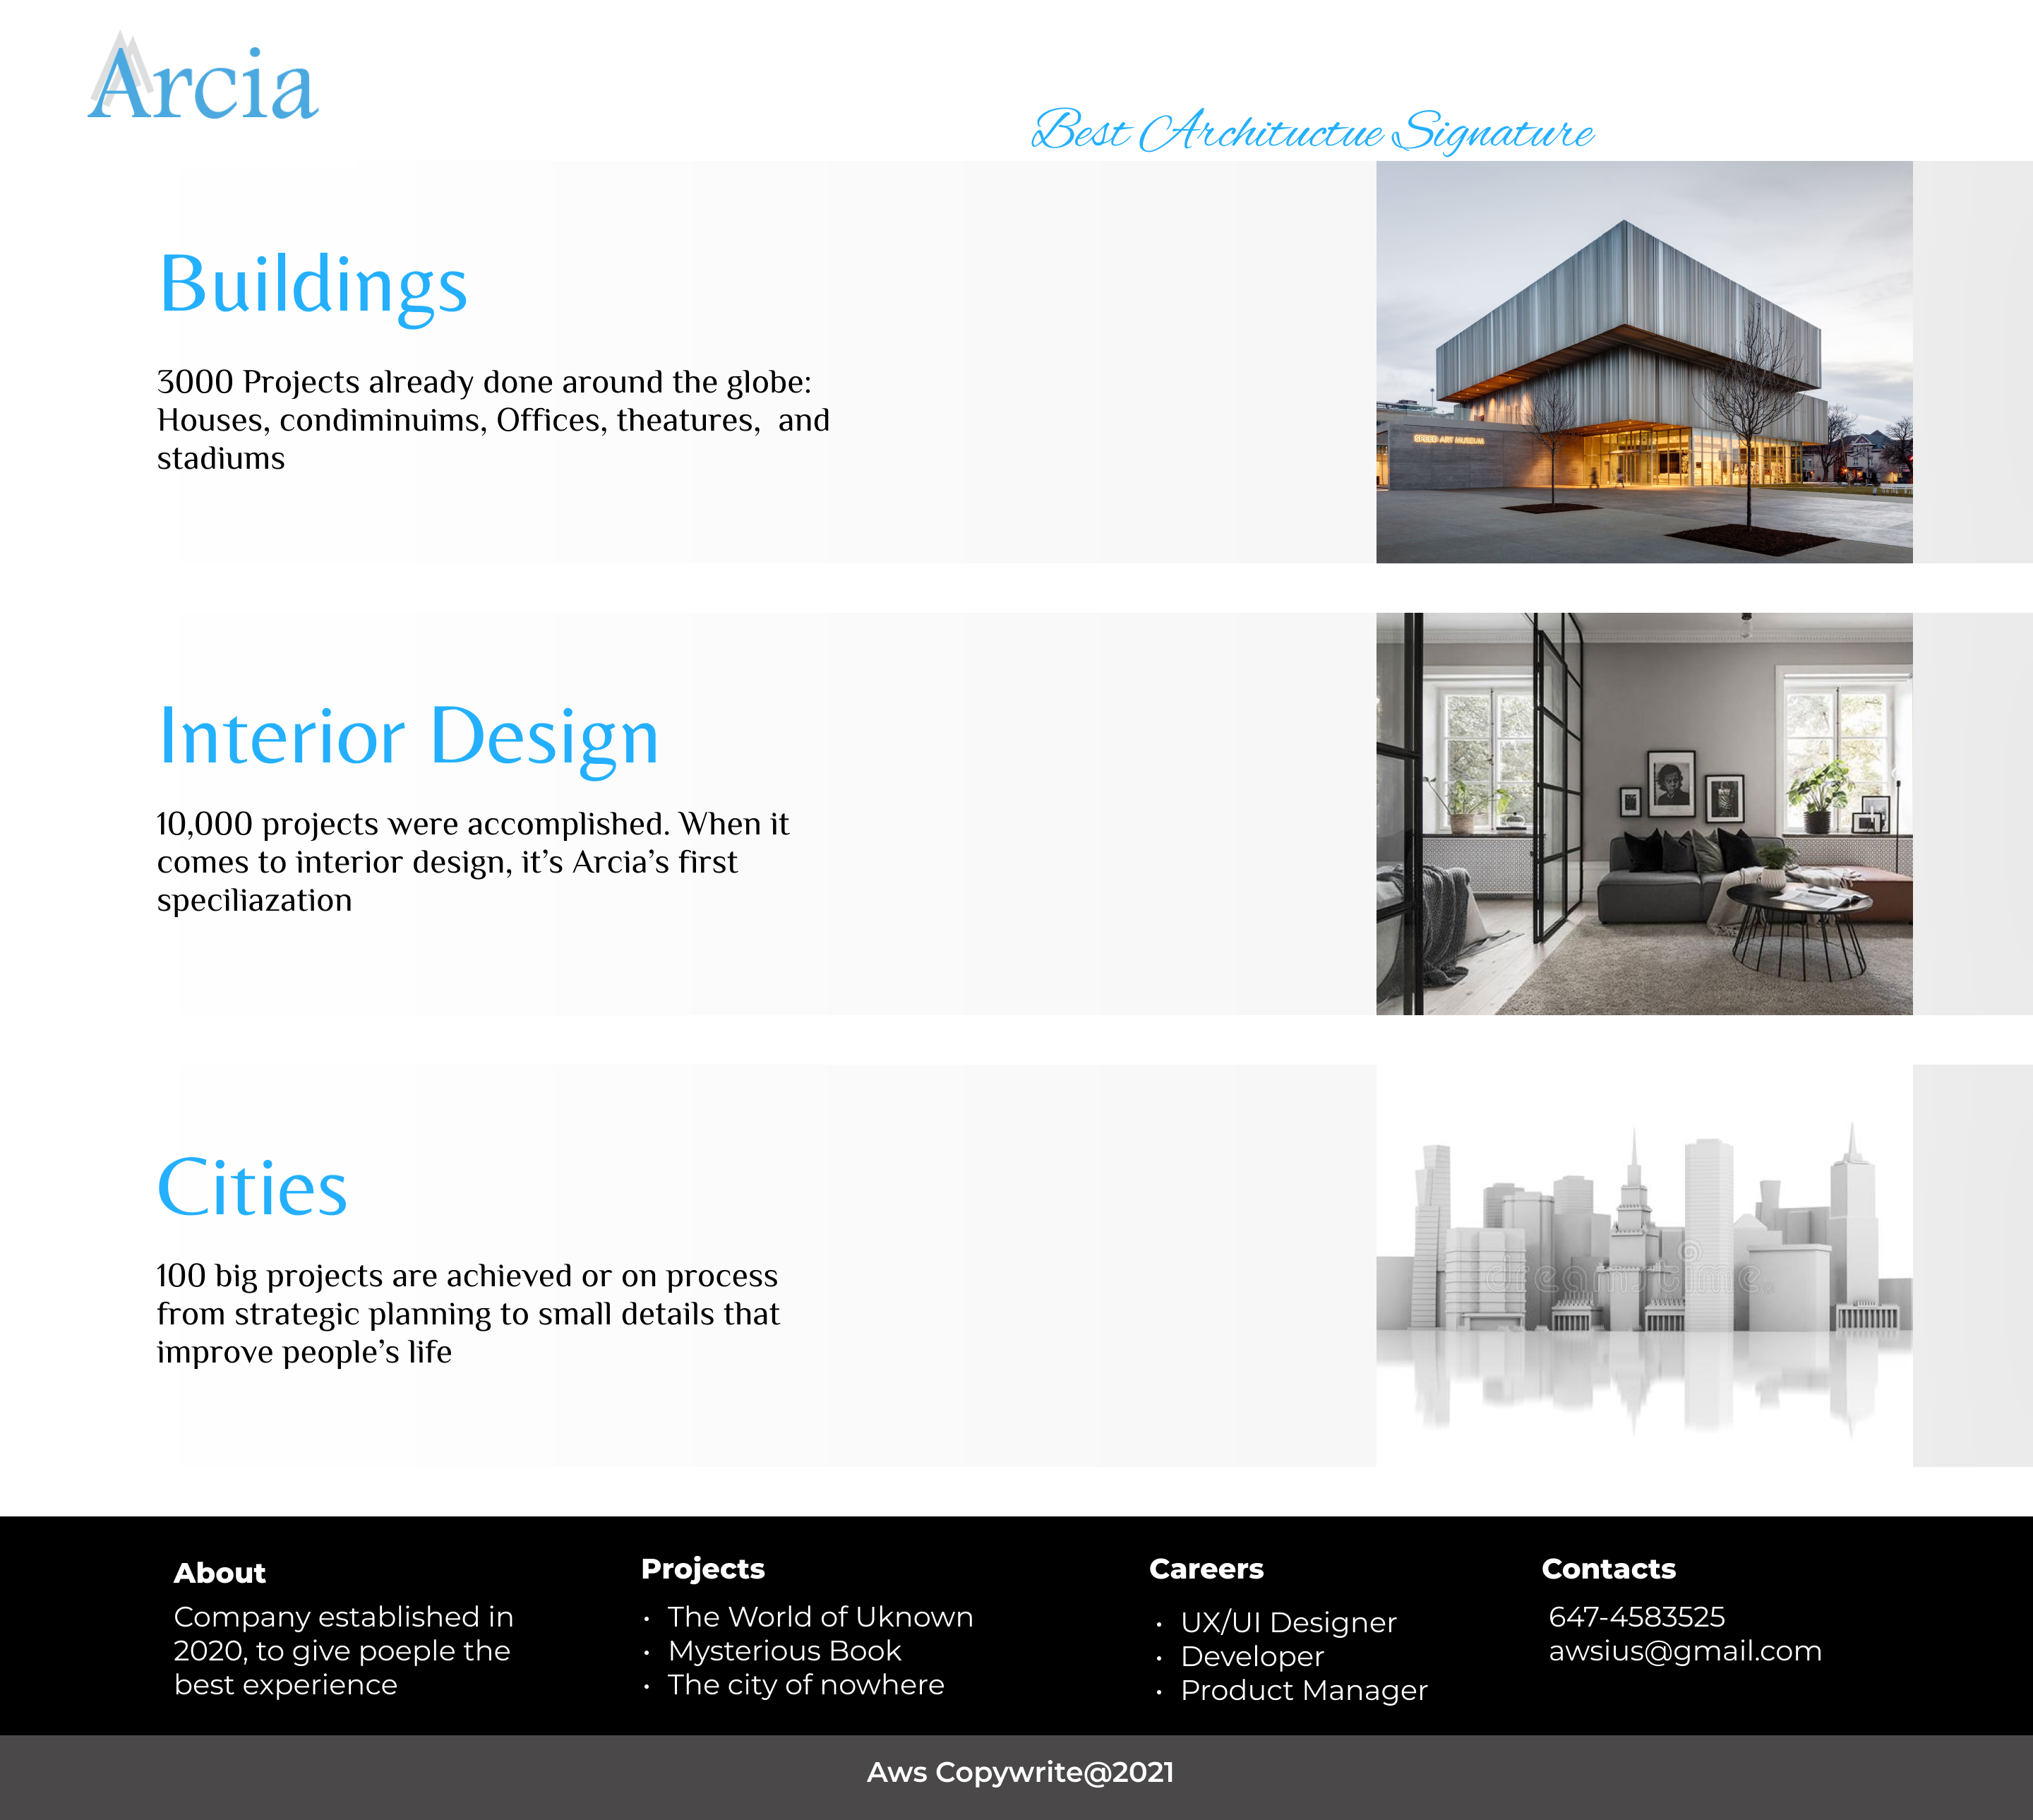 Arcia
Best Archituctue Signature
Buildings
3000 Projects already done around the globe:
Houses, condiminuims, Offices, theatures,  and
stadiums
SPEED ART MUSEUM
Interior Design
10,000 projects were accomplished. When it
comes to interior design, it’s Arcia’s first
speciliazation
Cities
100 big projects are achieved or on process
from strategic planning to small details that
improve people’s life
dreamstime
About
Company established in
2020, to give poeple the
best experience
Projects
• The World of Uknown
• Mysterious Book
• The city of nowhere
Careers
• UX/UI Designer
• Developer
• Product Manager
Contacts
647-4583525
awsius@gmail.com
Aws Copywrite@2021